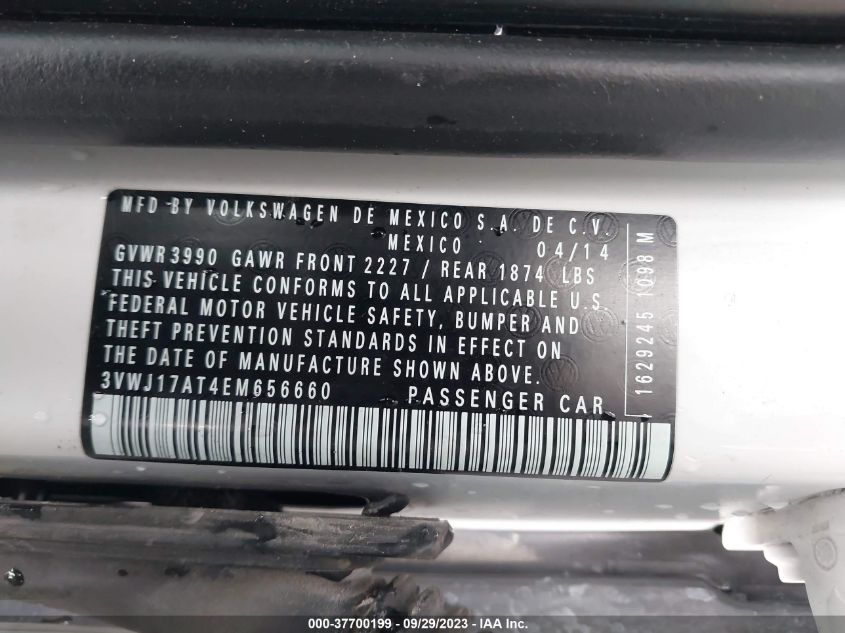 MFD BY VOLKSWAGEN DE MEXICO S.A. DE C.V.
MEXICO 04/14
GVWR 3990 GAWR FRONT 2227 / REAR 1874 LBS
THIS VEHICLE CONFORMS TO ALL APPLICABLE U.S
FEDERAL MOTOR VEHICLE SAFETY, BUMPER AND
THEFT PREVENTION STANDARDS IN EFFECT ON
THE DATE OF MANUFACTURE SHOWN ABOVE.
3VWJ17AT4EM656660 PASSENGER CAR
1629245 1098 M
000-37700199 - 09/29/2023 - IAA Inc.